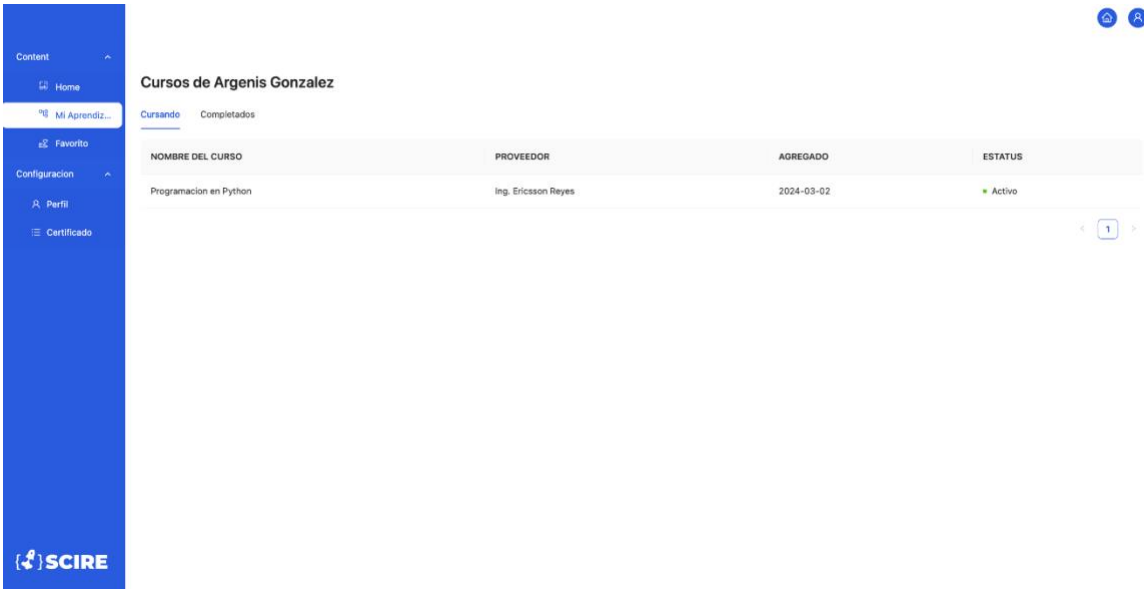 Content
Home
Mi Aprendiz...
Favorito
Configuracion
Perfil
Certificado
{ }SCIRE
Cursos de Argenis Gonzalez
Cursando Completados
NOMBRE DEL CURSO PROVEEDOR AGREGADO ESTATUS
Programacion en Python Ing. Ericsson Reyes 2024-03-02 Activo
< 1 >